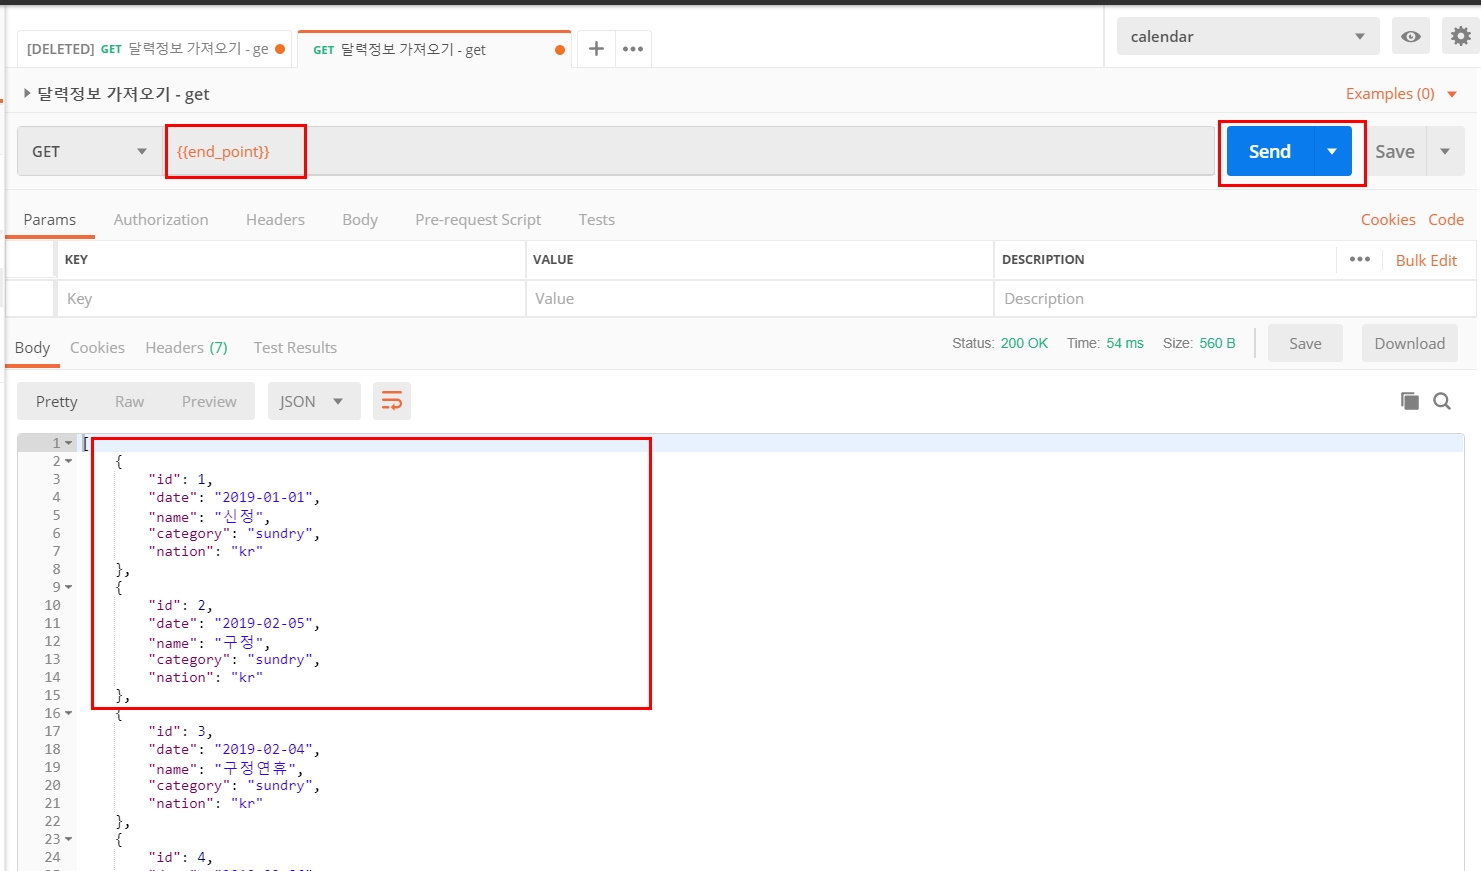 [DELETED] GET 달력정보 가져오기 - ge
GET 달력정보 가져오기 - get
calendar
달력정보 가져오기 - get
Examples (0)
GET {{end_point}} Send Save
Params Authorization Headers Body Pre-request Script Tests Cookies Code
KEY VALUE DESCRIPTION Bulk Edit
Key Value Description
Body Cookies Headers (7) Test Results Status: 200 OK Time: 54 ms Size: 560 B Save Download
Pretty Raw Preview JSON
1 [
2 {
3 "id": 1,
4 "date": "2019-01-01",
5 "name": "신정",
6 "category": "sundry",
7 "nation": "kr"
8 },
9 {
10 "id": 2,
11 "date": "2019-02-05",
12 "name": "구정",
13 "category": "sundry",
14 "nation": "kr"
15 },
16 {
17 "id": 3,
18 "date": "2019-02-04",
19 "name": "구정연휴",
20 "category": "sundry",
21 "nation": "kr"
22 },
23 {
24 "id": 4,